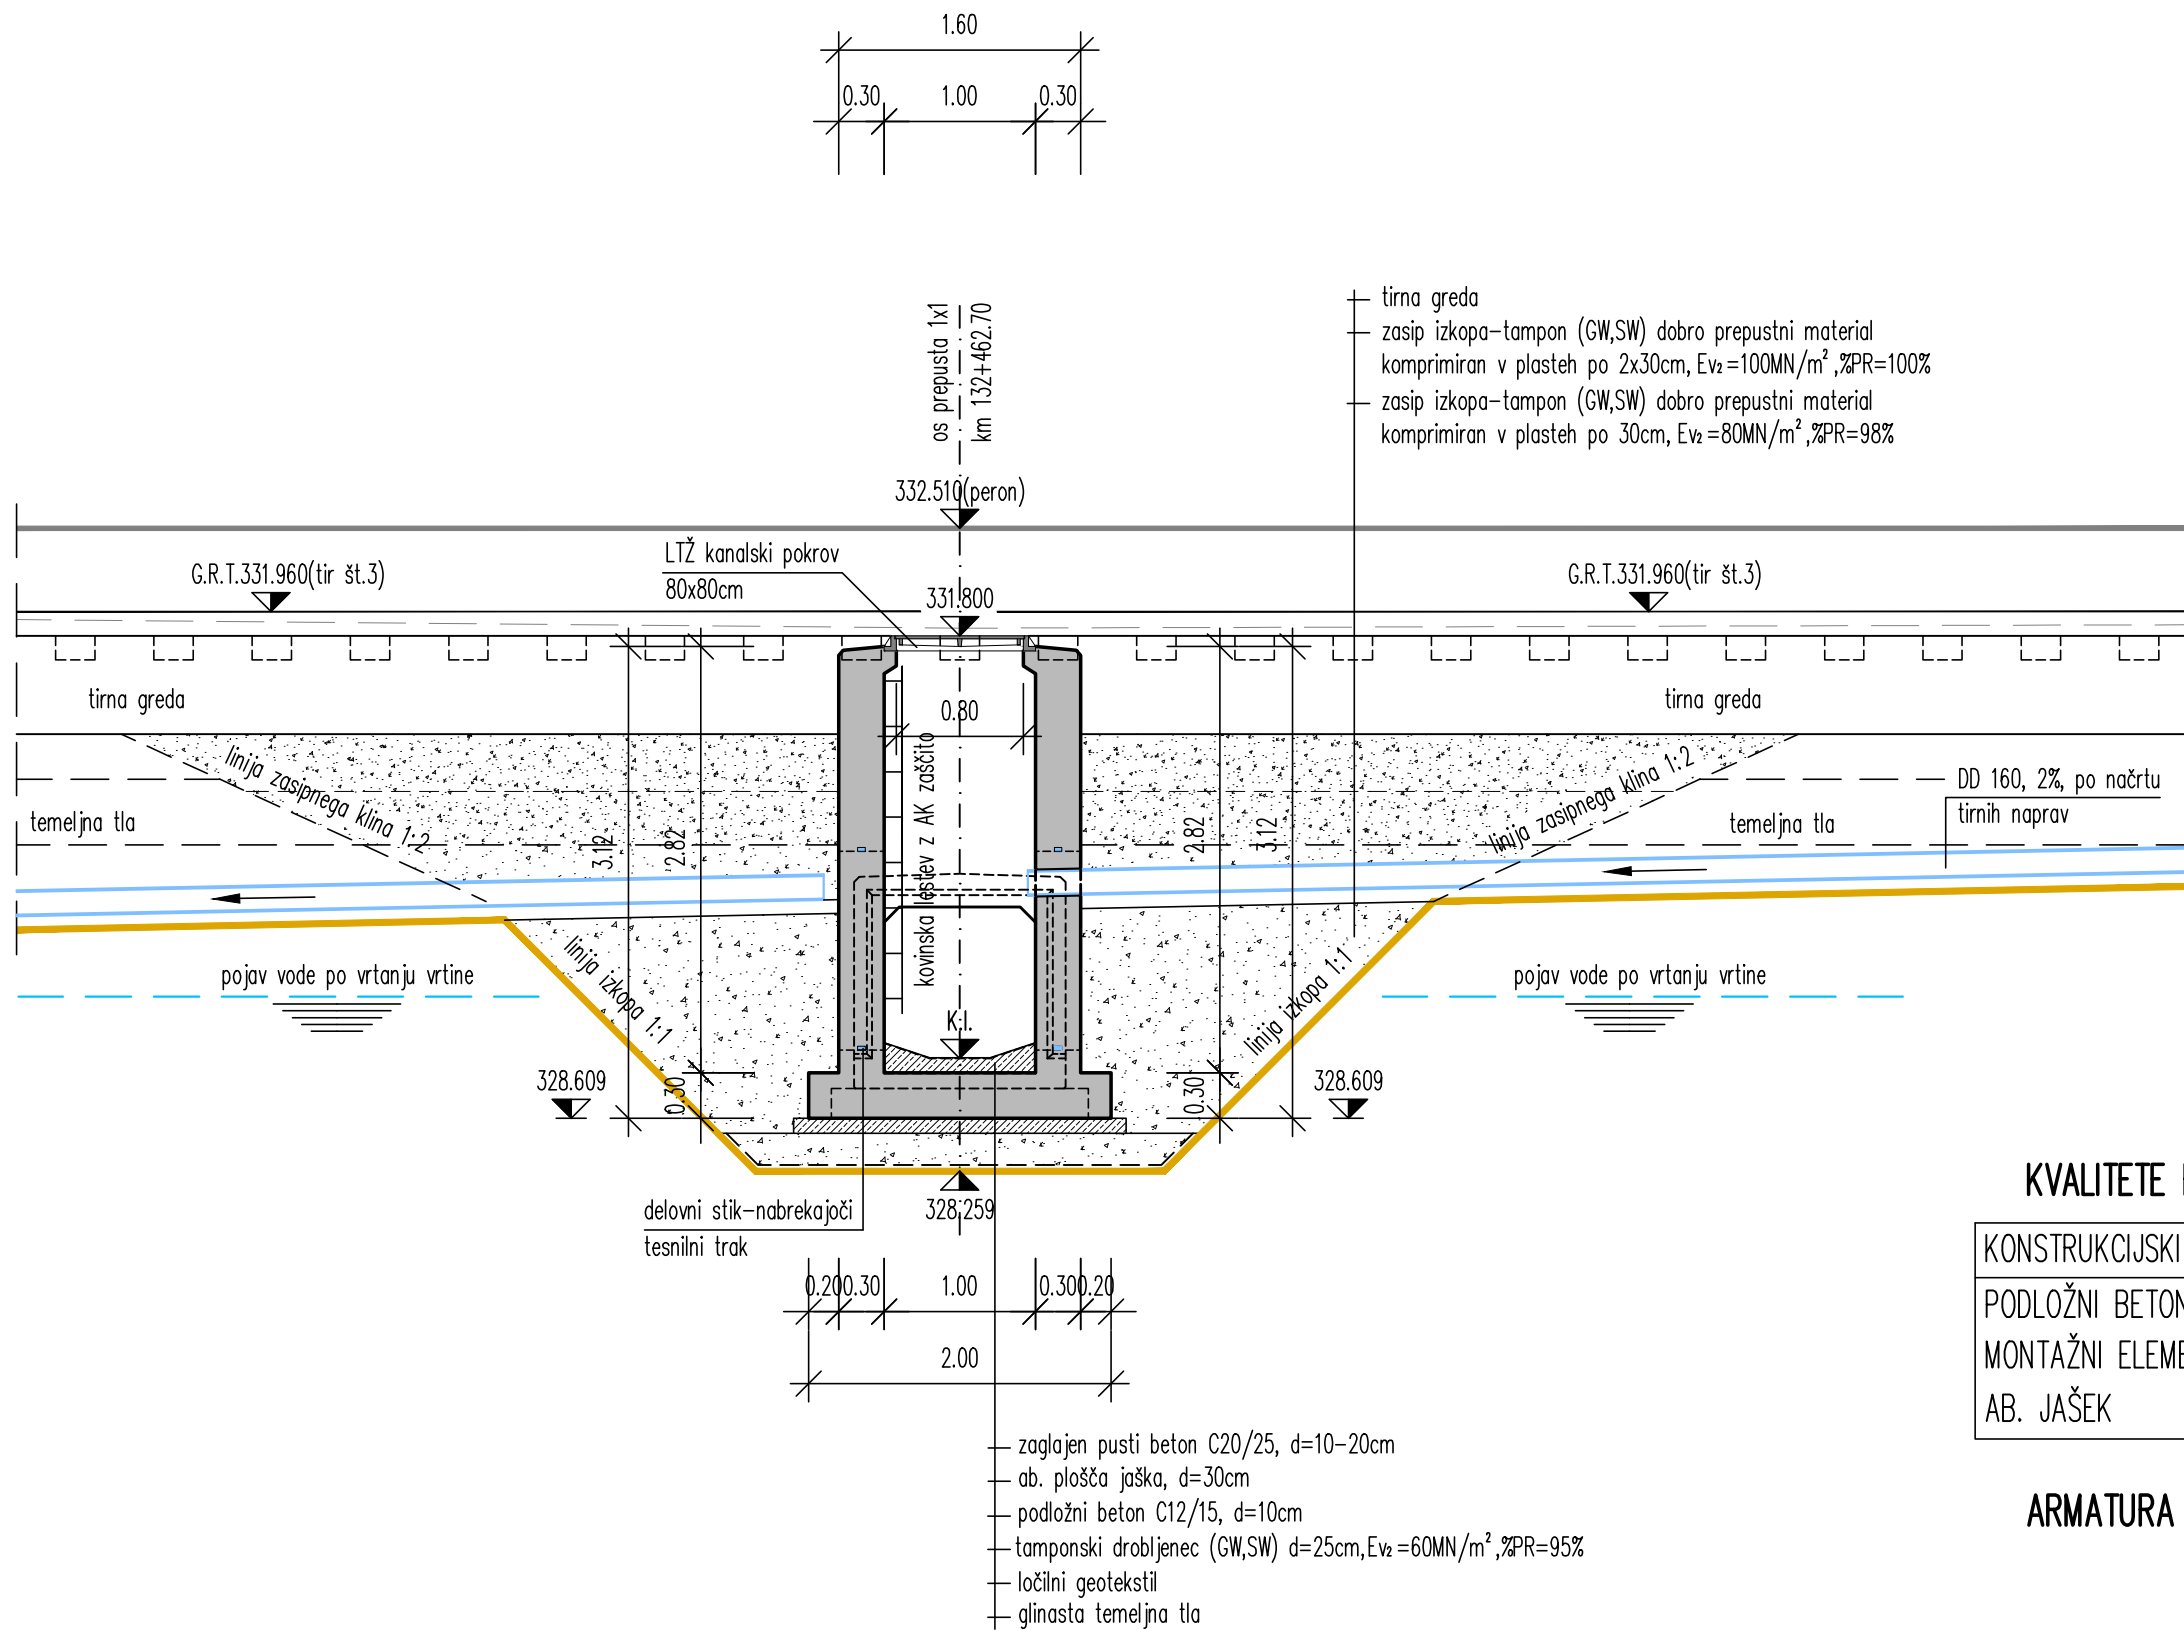 1.60
0.30
1.00
0.30
os prepusta 1x1
km 132+462.70
tirna greda
zasip izkopa-tampon (GW,SW) dobro prepustni material
komprimiran v plasteh po 2x30cm, Ev₂=100MN/m²,%PR=100%
zasip izkopa-tampon (GW,SW) dobro prepustni material
komprimiran v plasteh po 30cm, Ev₂=80MN/m²,%PR=98%
332.510(peron)
LTŽ kanalski pokrov
80x80cm
G.R.T.331.960(tir št.3)
331.800
G.R.T.331.960(tir št.3)
tirna greda
0.80
tirna greda
linija zasipnega klina 1:2
linija zasipnega klina 1:2
DD 160, 2%, po načrtu
tirnih naprav
temeljna tla
temeljna tla
3.12
2.82
kovinska lestev z AK zaščito
2.82
3.12
linija izkopa 1:1
linija izkopa 1:1
pojav vode po vrtanju vrtine
pojav vode po vrtanju vrtine
K.I.
328.609
0.30
0.30
328.609
328.259
delovni stik-nabrekajoči
tesnilni trak
0.20
0.30
1.00
0.30
0.20
2.00
zaglajen pusti beton C20/25, d=10-20cm
ab. plošča jaška, d=30cm
podložni beton C12/15, d=10cm
tamponski drobljenec (GW,SW) d=25cm,Ev₂=60MN/m²,%PR=95%
ločilni geotekstil
glinasta temeljna tla
KVALITETE
KONSTRUKCIJSKI
PODLOŽNI BETON
MONTAŽNI ELEME
AB. JAŠEK
ARMATURA